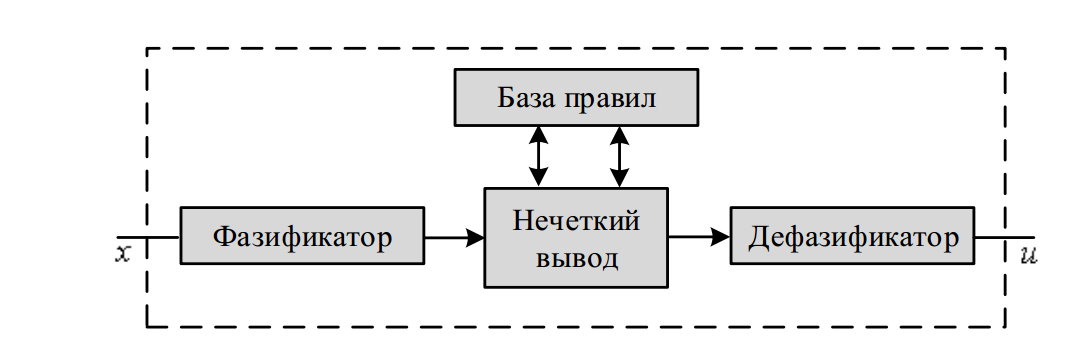 База правил
x
Фазификатор
Нечеткий
вывод
Дефазификатор
u